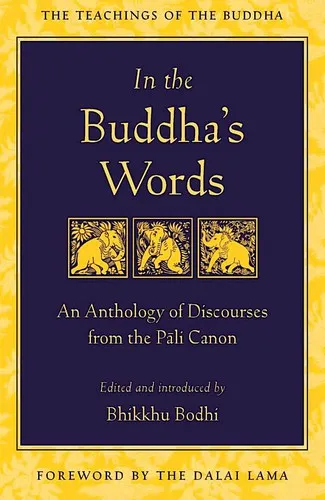 THE TEACHINGS OF THE BUDDHA
In the
Buddha's
Words
An Anthology of Discourses
from the Pāli Canon
Edited and introduced by
Bhikkhu Bodhi
FOREWORD BY THE DALAI LAMA